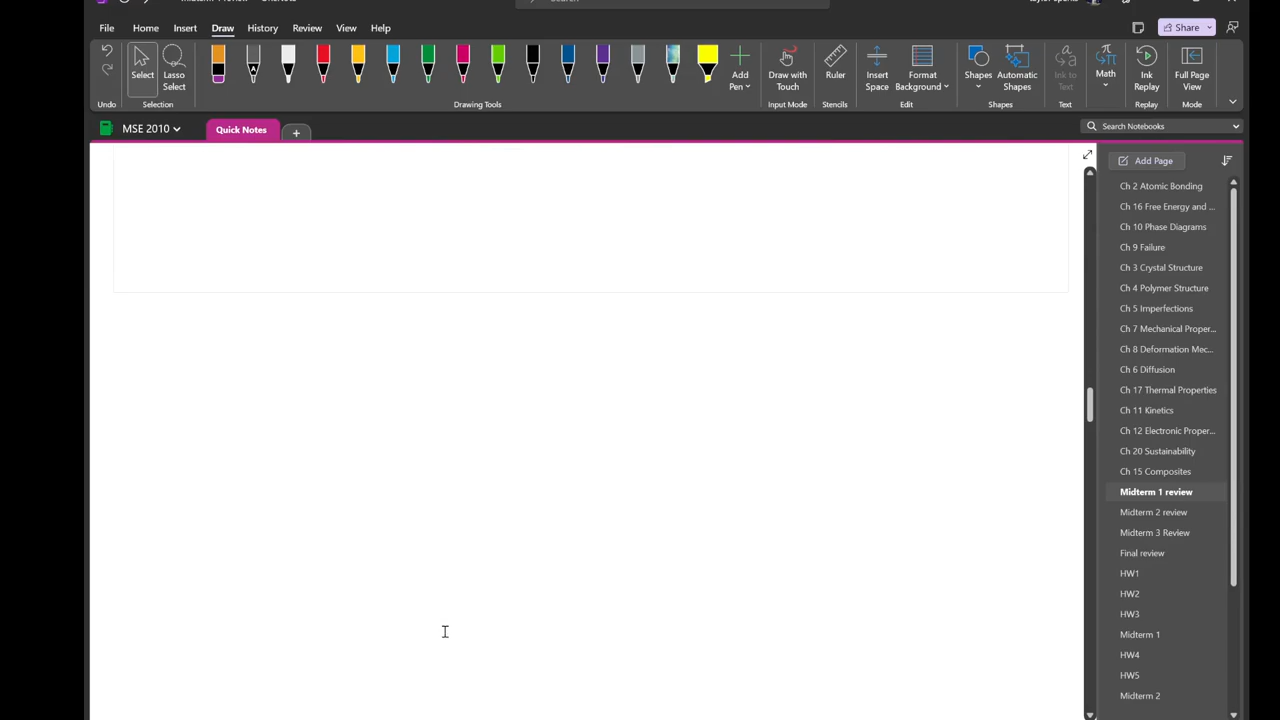 File Home Insert Draw History Review View Help Share
Undo Select Lasso Select Add Pen Draw with Touch Ruler Insert Space Format Background Shapes Automatic Shapes Ink to Text Math Ink Replay Full Page View
Undo Selection Drawing Tools Input Mode Stencils Edit Shapes Text Replay Mode
MSE 2010 Quick Notes + Search Notebooks
Add Page
Ch 2 Atomic Bonding
Ch 16 Free Energy and ...
Ch 10 Phase Diagrams
Ch 9 Failure
Ch 3 Crystal Structure
Ch 4 Polymer Structure
Ch 5 Imperfections
Ch 7 Mechanical Proper...
Ch 8 Deformation Mec...
Ch 6 Diffusion
Ch 17 Thermal Properties
Ch 11 Kinetics
Ch 12 Electronic Proper...
Ch 20 Sustainability
Ch 15 Composites
Midterm 1 review
Midterm 2 review
Midterm 3 Review
Final review
HW1
HW2
HW3
Midterm 1
HW4
HW5
Midterm 2